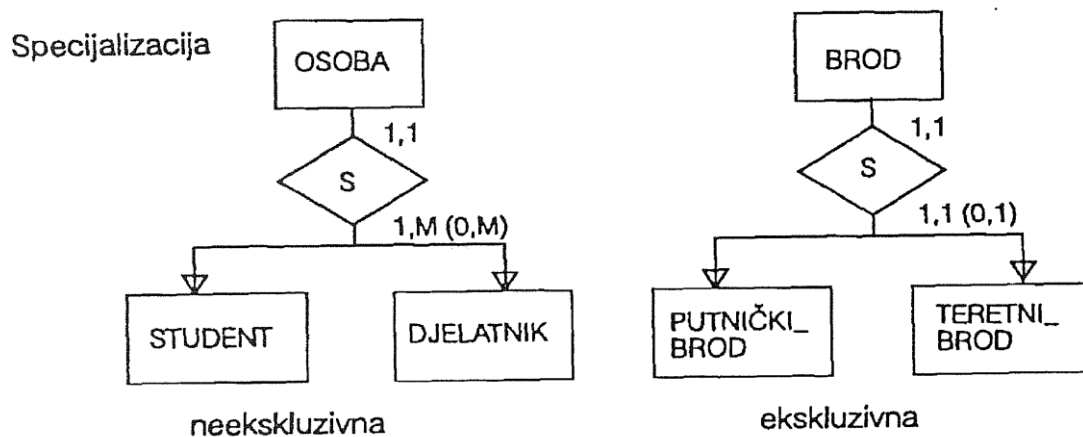 Specijalizacija
OSOBA
1,1
S
1,M (0,M)
STUDENT
DJELATNIK
neekskluzivna
BROD
1,1
S
1,1 (0,1)
PUTNIČKI_
BROD
TERETNI_
BROD
ekskluzivna